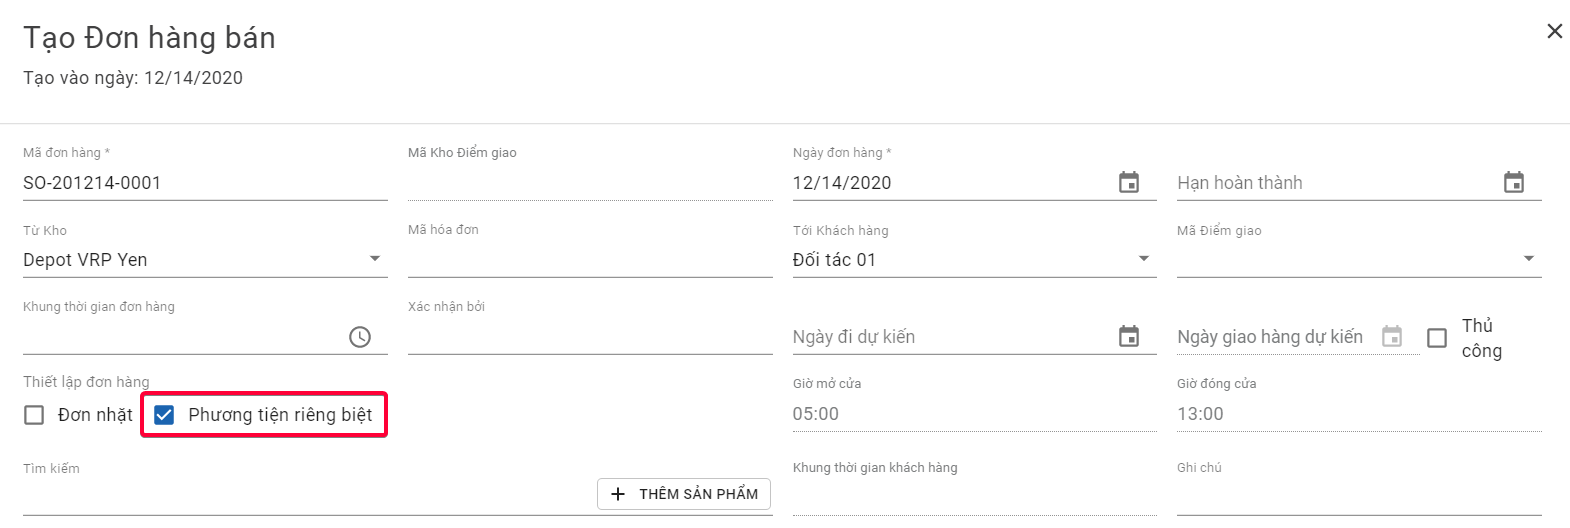 Tạo Đơn hàng bán
Tạo vào ngày: 12/14/2020
Mã đơn hàng *
SO-201214-0001
Mã Kho Điểm giao
Ngày đơn hàng *
12/14/2020
Hạn hoàn thành
Từ Kho
Depot VRP Yen
Mã hóa đơn
Tới Khách hàng
Đối tác 01
Mã Điểm giao
Khung thời gian đơn hàng
Xác nhận bởi
Ngày đi dự kiến
Ngày giao hàng dự kiến
Thủ
công
Thiết lập đơn hàng
Đơn nhặt
Phương tiện riêng biệt
Giờ mở cửa
05:00
Giờ đóng cửa
13:00
Tìm kiếm
THÊM SẢN PHẨM
Khung thời gian khách hàng
Ghi chú